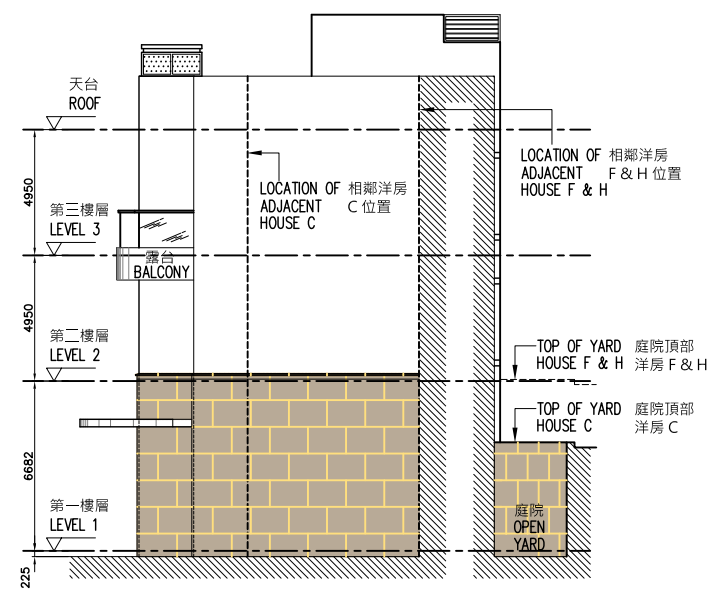 天台
ROOF
4950
LOCATION OF 相鄰洋房
ADJACENT F & H 位置
HOUSE F & H
LOCATION OF 相鄰洋房
ADJACENT C 位置
HOUSE C
第三樓層
LEVEL 3
露台
BALCONY
4950
第二樓層
LEVEL 2
TOP OF YARD 庭院頂部
HOUSE F & H 洋房 F & H
TOP OF YARD 庭院頂部
HOUSE C 洋房 C
6682
第一樓層
LEVEL 1
庭院
OPEN
YARD
225